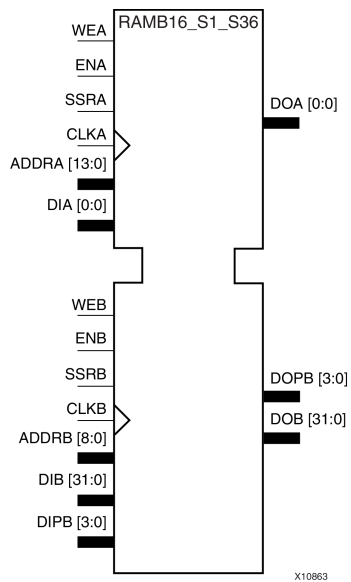 RAMB16_S1_S36
WEA
ENA
SSRA
CLKA
ADDRA [13:0]
DIA [0:0]
DOA [0:0]
WEB
ENB
SSRB
CLKB
ADDRB [8:0]
DIB [31:0]
DIPB [3:0]
DOPB [3:0]
DOB [31:0]
X10863